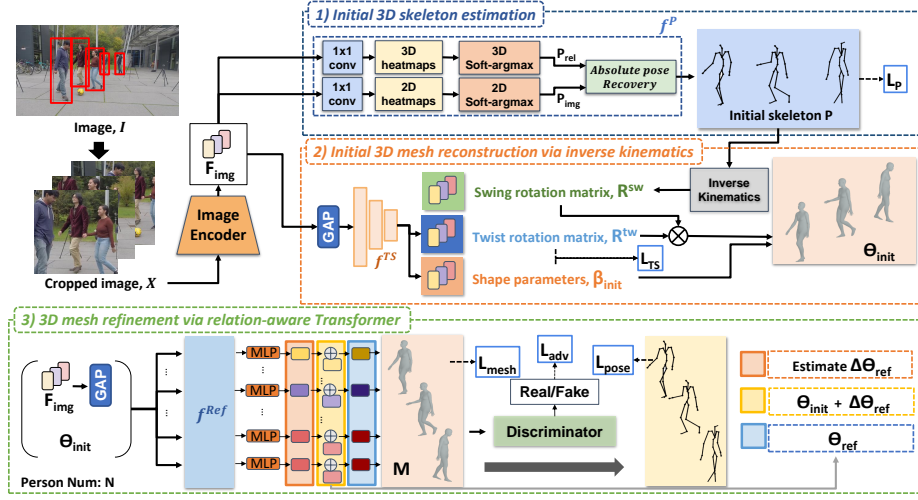 1) Initial 3D skeleton estimation
f^P
1x1 conv
3D heatmaps
3D Soft-argmax
P_rel
1x1 conv
2D heatmaps
2D Soft-argmax
P_img
Absolute pose Recovery
Initial skeleton P
L_P
Image, I
F_img
Image Encoder
Cropped image, X
2) Initial 3D mesh reconstruction via inverse kinematics
GAP
f^TS
Swing rotation matrix, R^sw
Inverse Kinematics
Twist rotation matrix, R^tw
L_TS
Shape parameters, β_init
Θ_init
3) 3D mesh refinement via relation-aware Transformer
F_img
GAP
Θ_init
Person Num: N
f^Ref
MLP
MLP
MLP
MLP
M
L_mesh
L_adv
L_pose
Real/Fake
Discriminator
Estimate ΔΘ_ref
Θ_init + ΔΘ_ref
Θ_ref